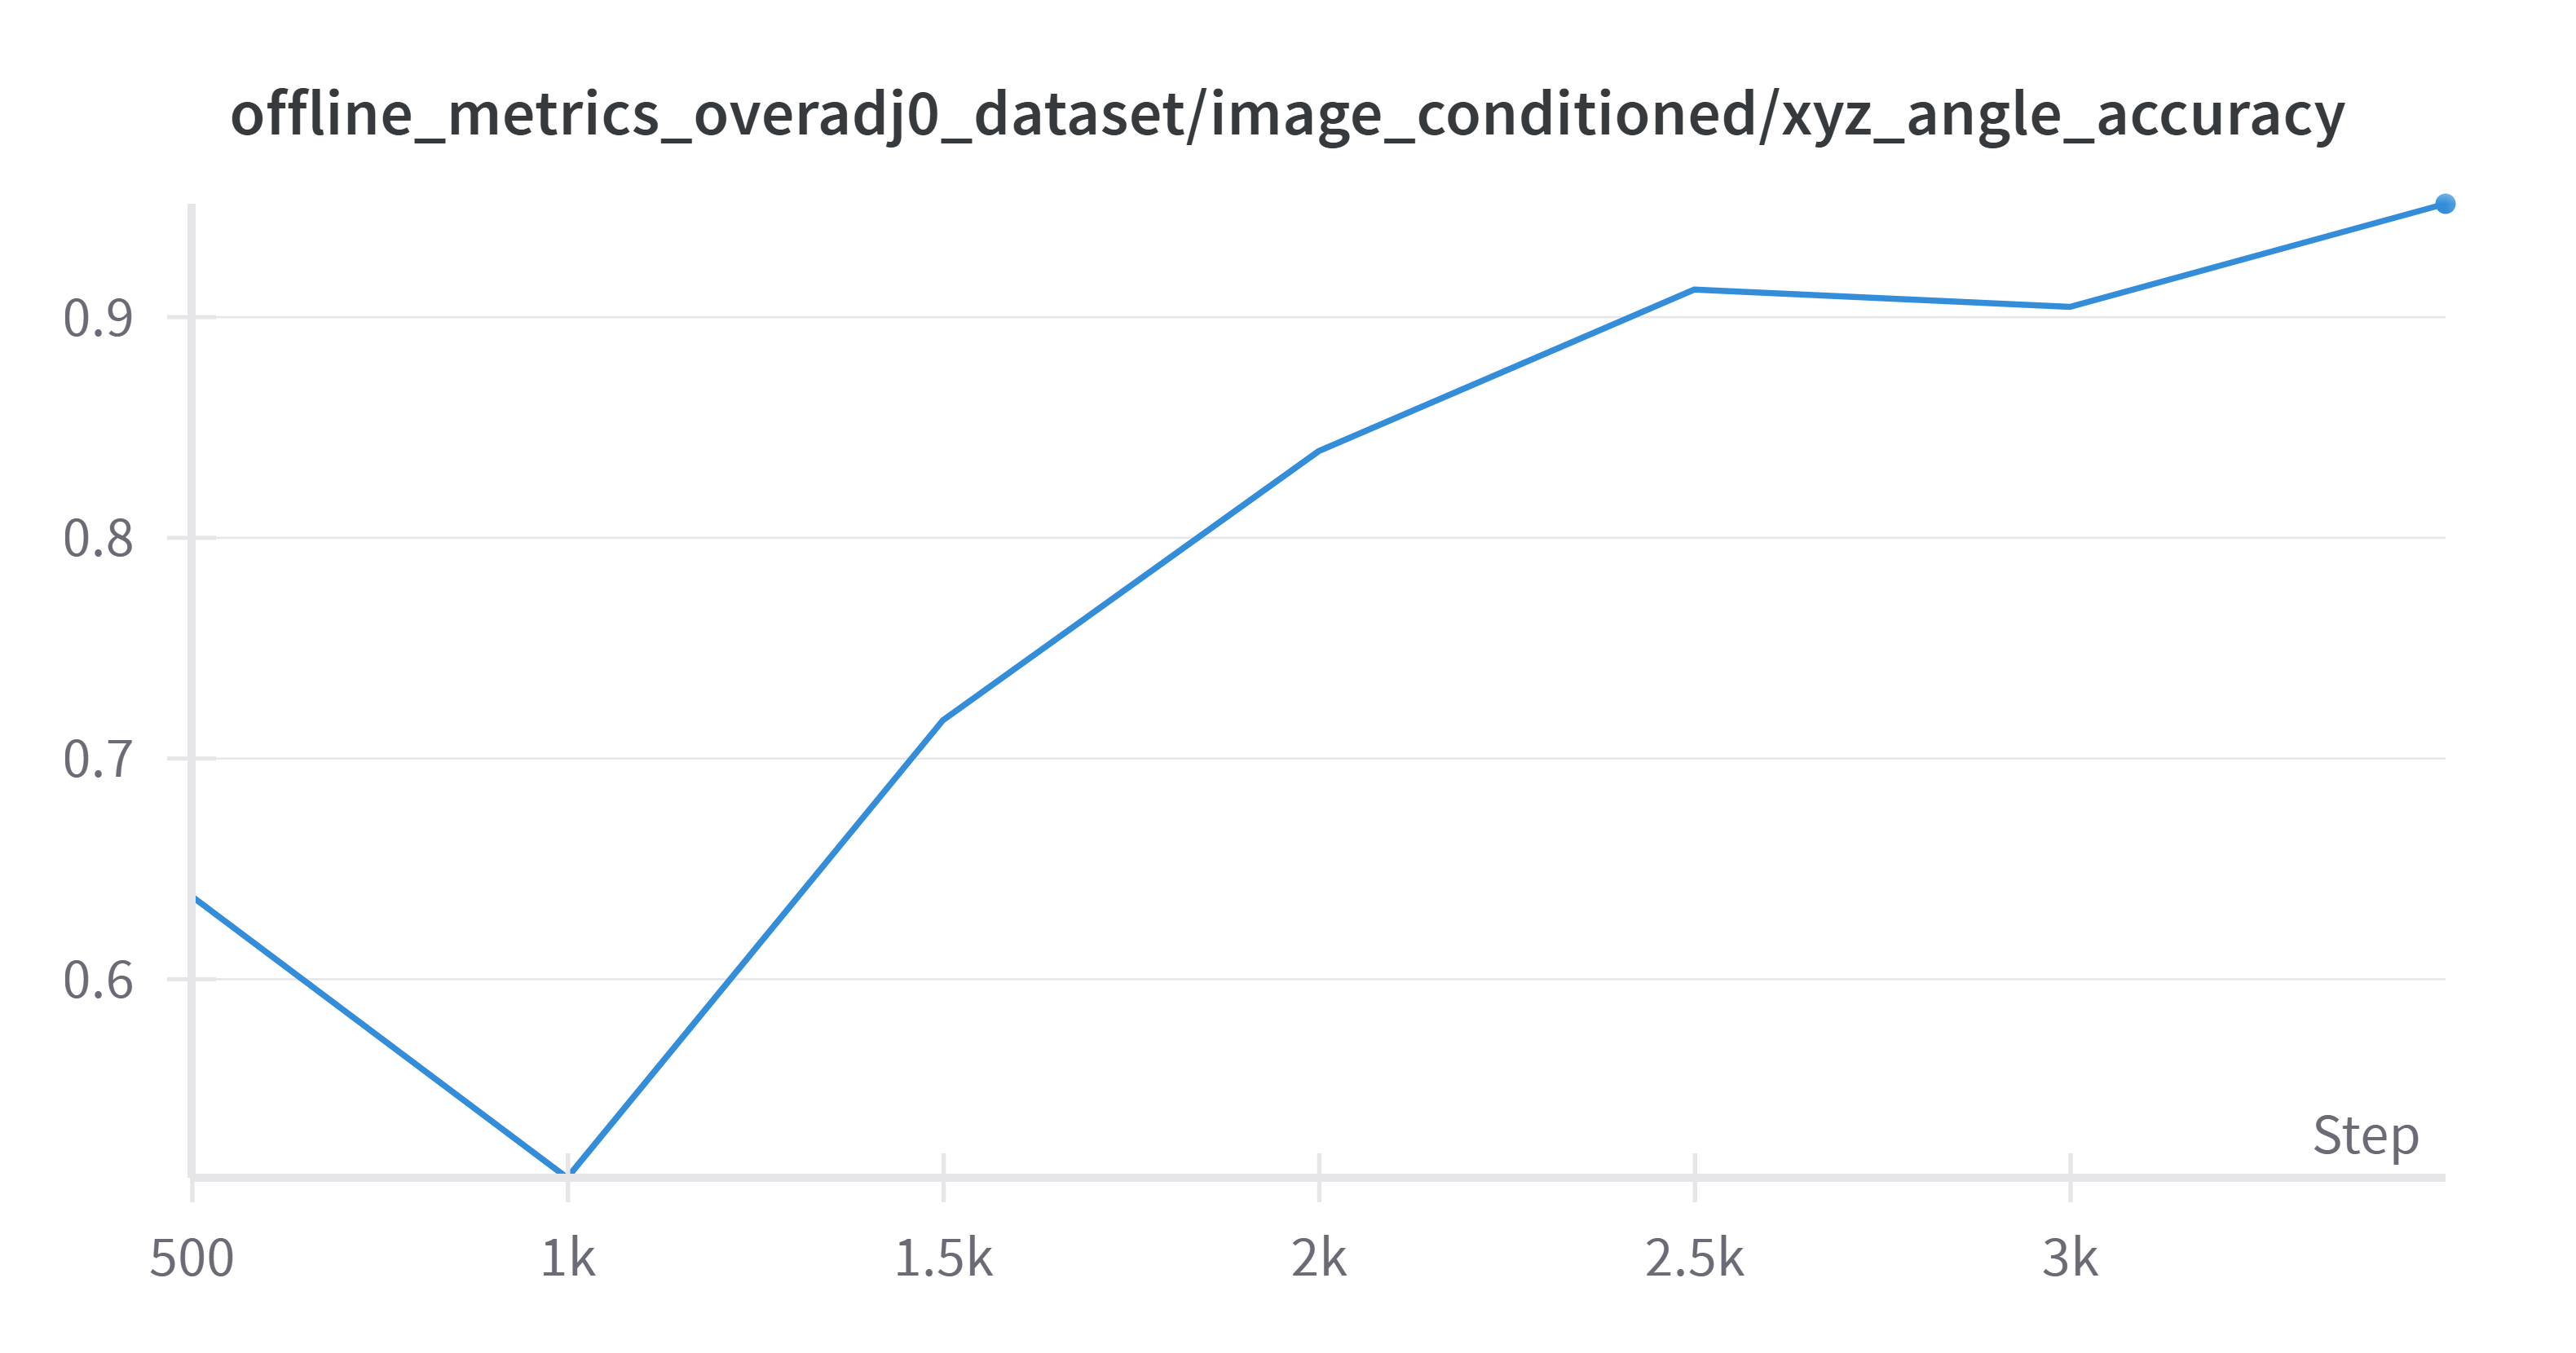 offline_metrics_overadj0_dataset/image_conditioned/xyz_angle_accuracy
0.9
0.8
0.7
0.6
Step
500 1k 1.5k 2k 2.5k 3k